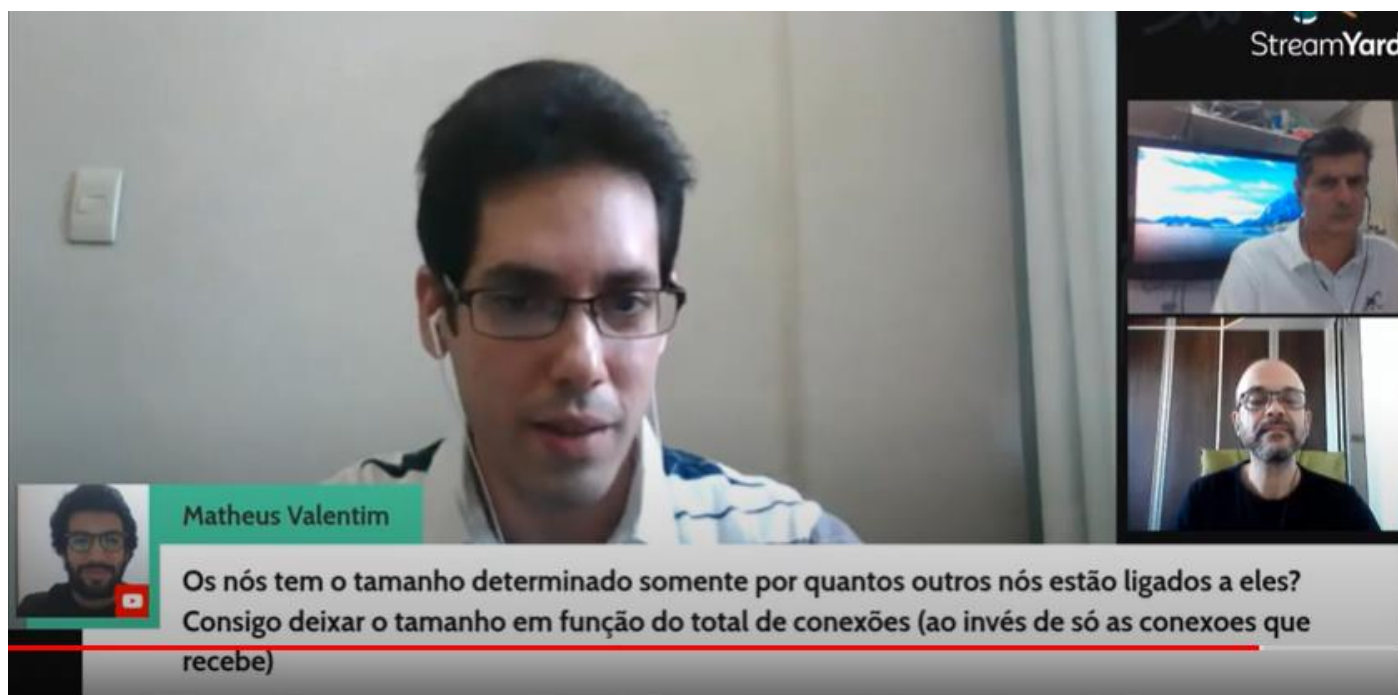 StreamYard
Matheus Valentim
Os nós tem o tamanho determinado somente por quantos outros nós estão ligados a eles?
Consigo deixar o tamanho em função do total de conexões (ao invés de só as conexoes que
recebe)